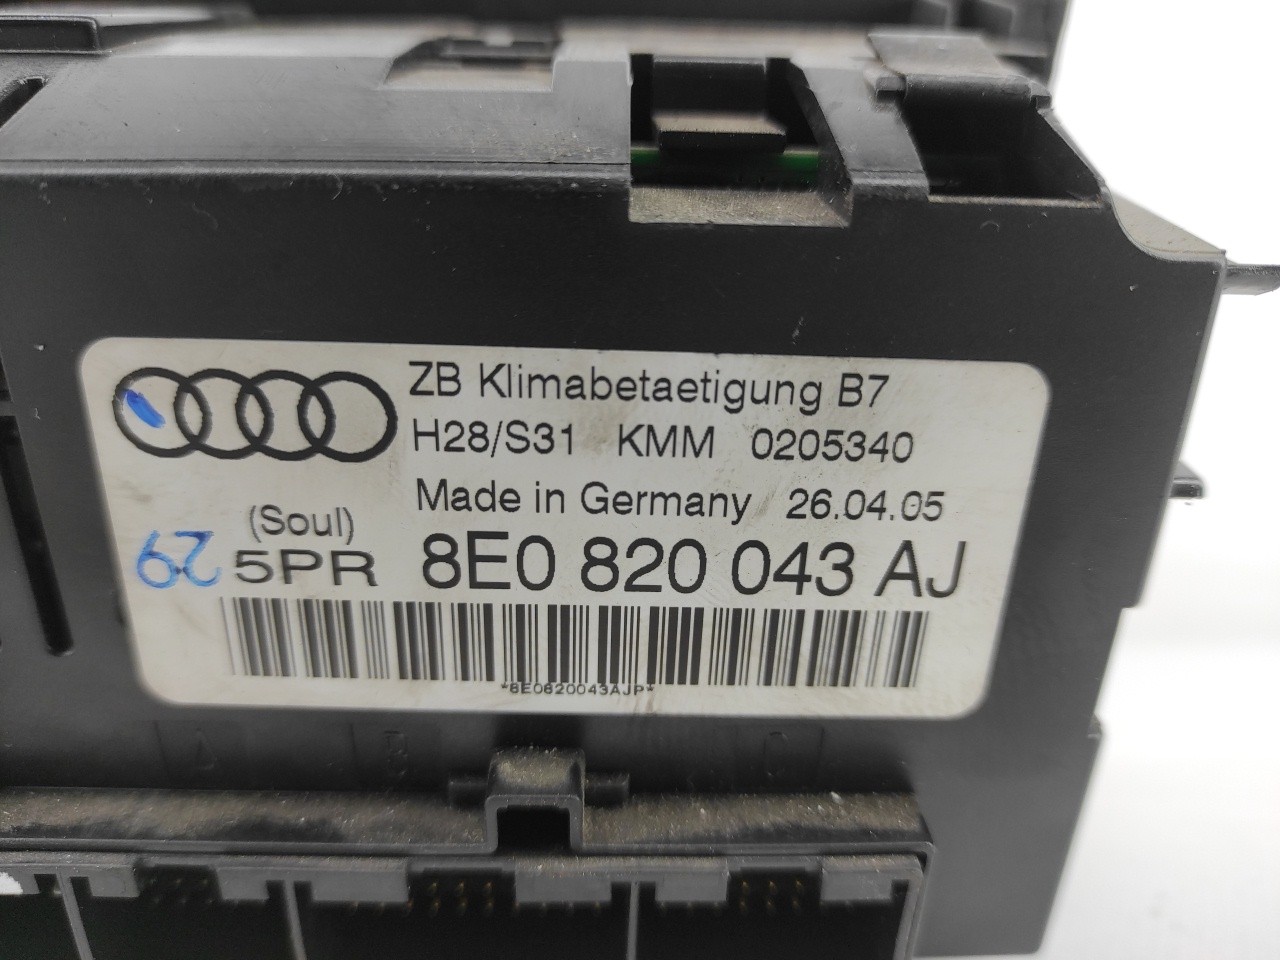 ZB Klimabetaetigung B7
H28/S31 KMM 0205340
Made in Germany 26.04.05
(Soul)
29 5PR 8E0 820 043 AJ
*8E0820043AJP*
A B C